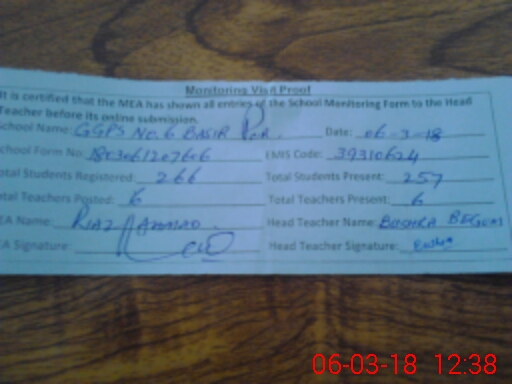 Monitoring Visit Proof
It is certified that the MEA has shown all entries of the School Monitoring Form to the Head
Teacher before its online submission.
School Name: GGPS No. 6 BASIR POR. Date: 06-3-18
School Form No: 1803061207606 EMIS Code: 39310624
Total Students Registered: 266 Total Students Present: 257
Total Teachers Posted: 6 Total Teachers Present: 6
MEA Name: RIAZ AHMAD Head Teacher Name: BUSHRA BEGUM
EA Signature: Head Teacher Signature:
06-03-18 12:38